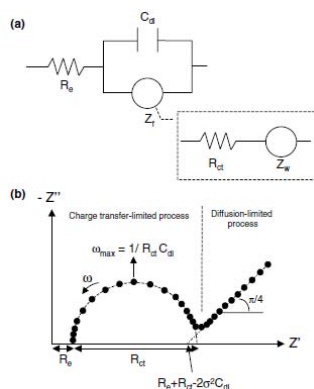 (a)
C_dl
R_e
Z_f
R_ct
Z_w
(b)
- Z''
Charge transfer-limited process
Diffusion-limited process
ω_max = 1/ R_ct C_dl
ω
π/4
Z'
R_e
R_ct
R_e+R_ct-2σ²C_dl